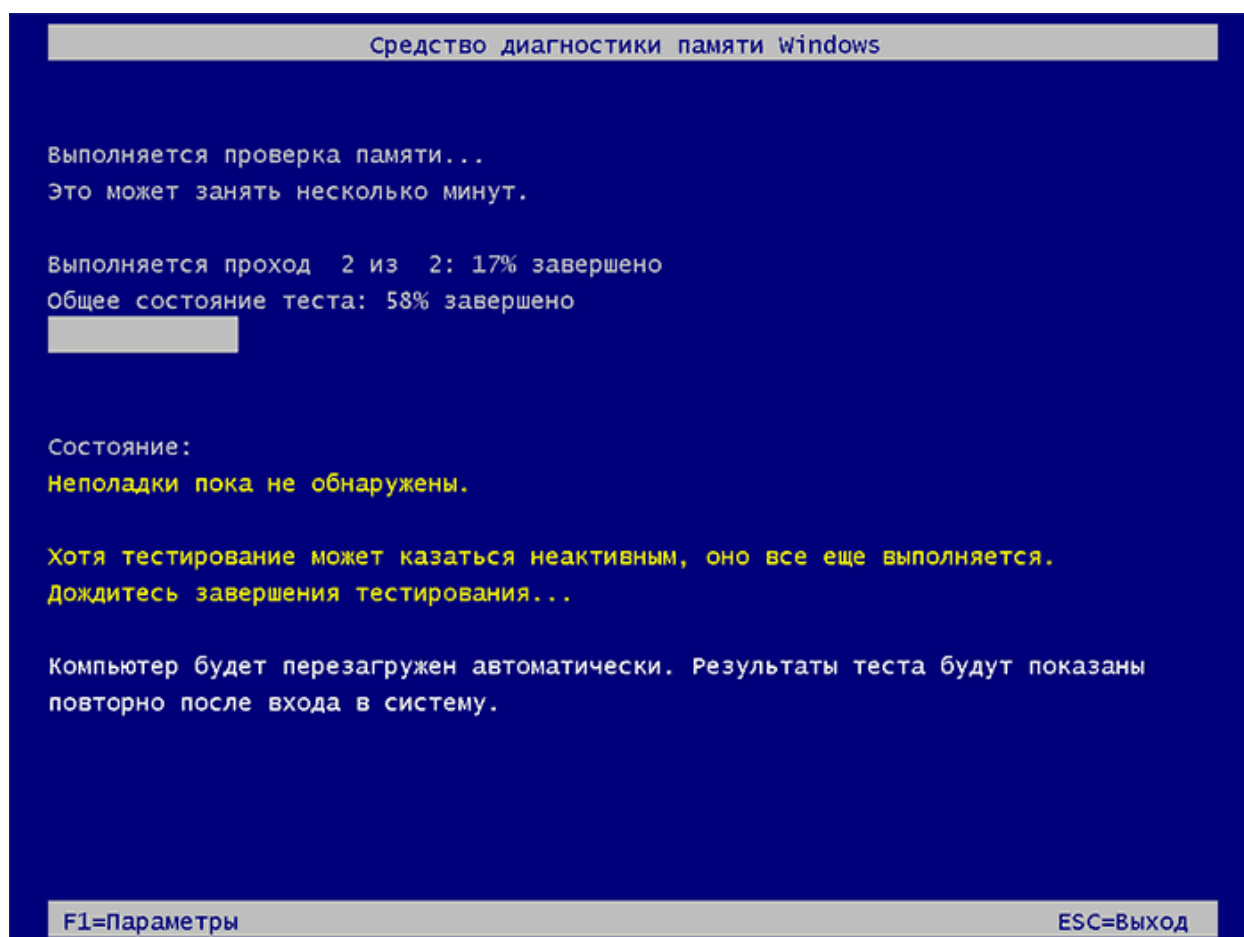 Средство диагностики памяти Windows
Выполняется проверка памяти...
Это может занять несколько минут.
Выполняется проход  2 из  2: 17% завершено
Общее состояние теста: 58% завершено
Состояние:
Неполадки пока не обнаружены.
Хотя тестирование может казаться неактивным, оно все еще выполняется.
Дождитесь завершения тестирования...
Компьютер будет перезагружен автоматически. Результаты теста будут показаны
повторно после входа в систему.
F1=Параметры ESC=Выход